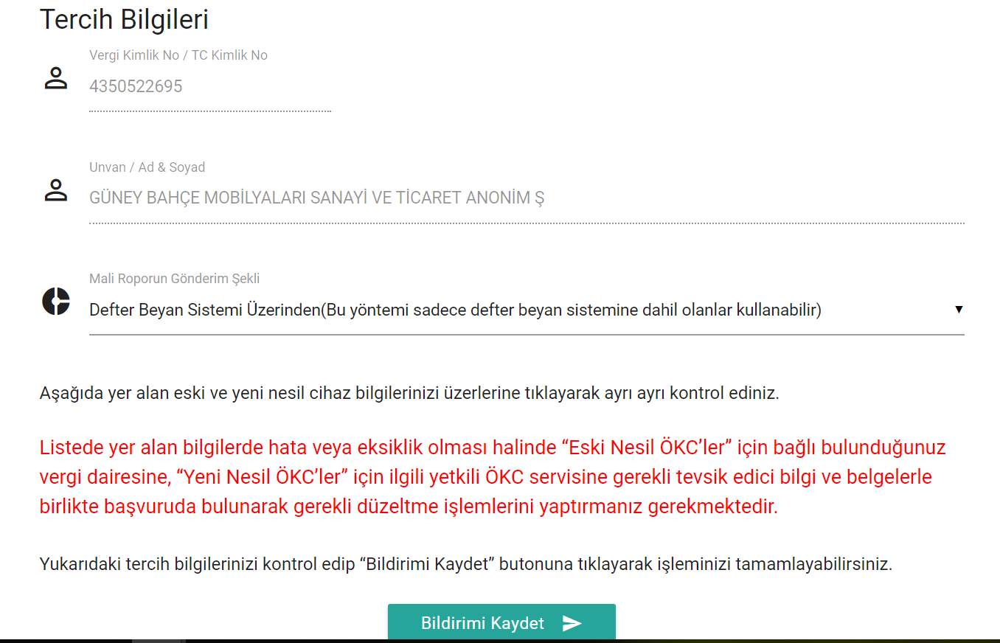 Tercih Bilgileri
Vergi Kimlik No / TC Kimlik No
4350522695
Unvan / Ad & Soyad
GÜNEY BAHÇE MOBİLYALARI SANAYİ VE TİCARET ANONİM Ş
Mali Roporun Gönderim Şekli
Defter Beyan Sistemi Üzerinden(Bu yöntemi sadece defter beyan sistemine dahil olanlar kullanabilir)
Aşağıda yer alan eski ve yeni nesil cihaz bilgilerinizi üzerlerine tıklayarak ayrı ayrı kontrol ediniz.
Listede yer alan bilgilerde hata veya eksiklik olması halinde “Eski Nesil ÖKC’ler” için bağlı bulunduğunuz
vergi dairesine, “Yeni Nesil ÖKC’ler” için ilgili yetkili ÖKC servisine gerekli tevsik edici bilgi ve belgelerle
birlikte başvuruda bulunarak gerekli düzeltme işlemlerini yaptırmanız gerekmektedir.
Yukarıdaki tercih bilgilerinizi kontrol edip “Bildirimi Kaydet” butonuna tıklayarak işleminizi tamamlayabilirsiniz.
Bildirimi Kaydet